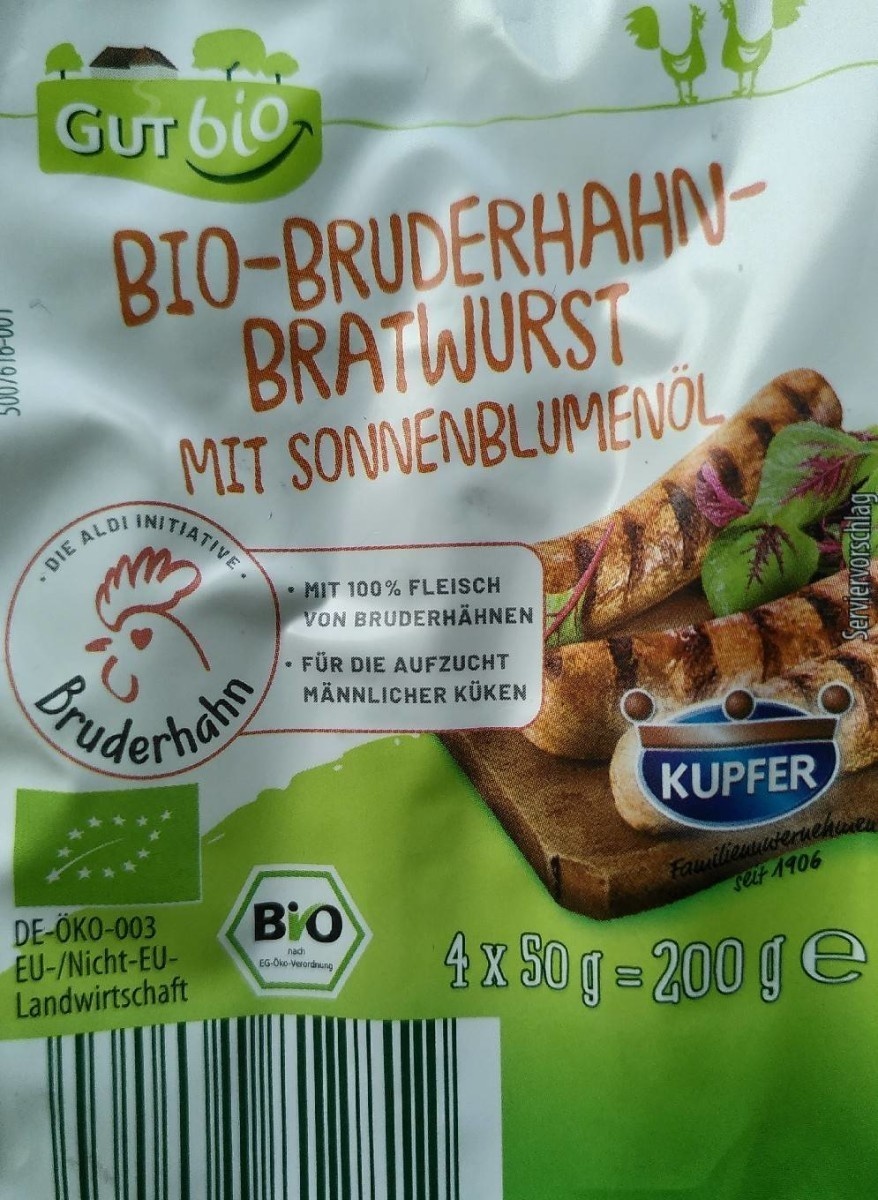 GUT bio
BIO-BRUDERHAHN-
BRATWURST
MIT SONNENBLUMENÖL
5007616-001
• DIE ALDI INITIATIVE •
Bruderhahn
• MIT 100% FLEISCH
VON BRUDERHÄHNEN
• FÜR DIE AUFZUCHT
MÄNNLICHER KÜKEN
Serviervorschlag
KUPFER
Familienunternehmen
seit 1906
DE-ÖKO-003
EU-/Nicht-EU-
Landwirtschaft
BiO
nach
EG-Öko-Verordnung
4 x 50 g = 200 g e